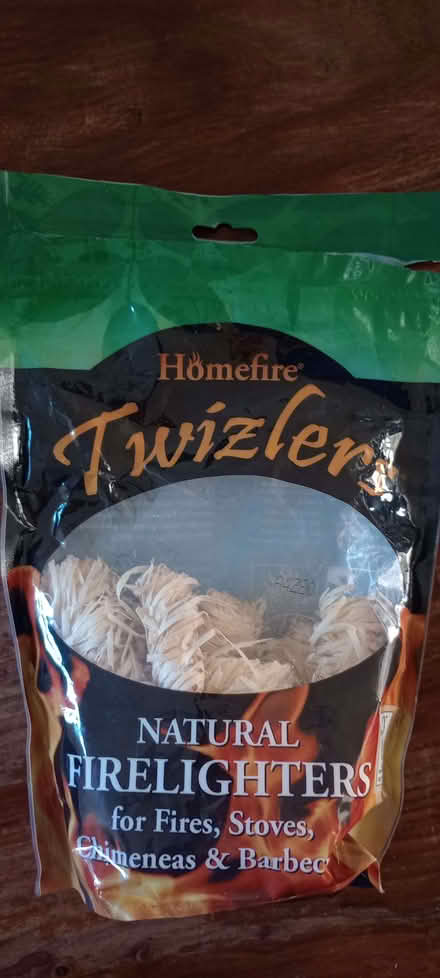 Homefire®
Twizlers
NATURAL
FIRELIGHTERS
for Fires, Stoves,
Chimeneas & Barbec